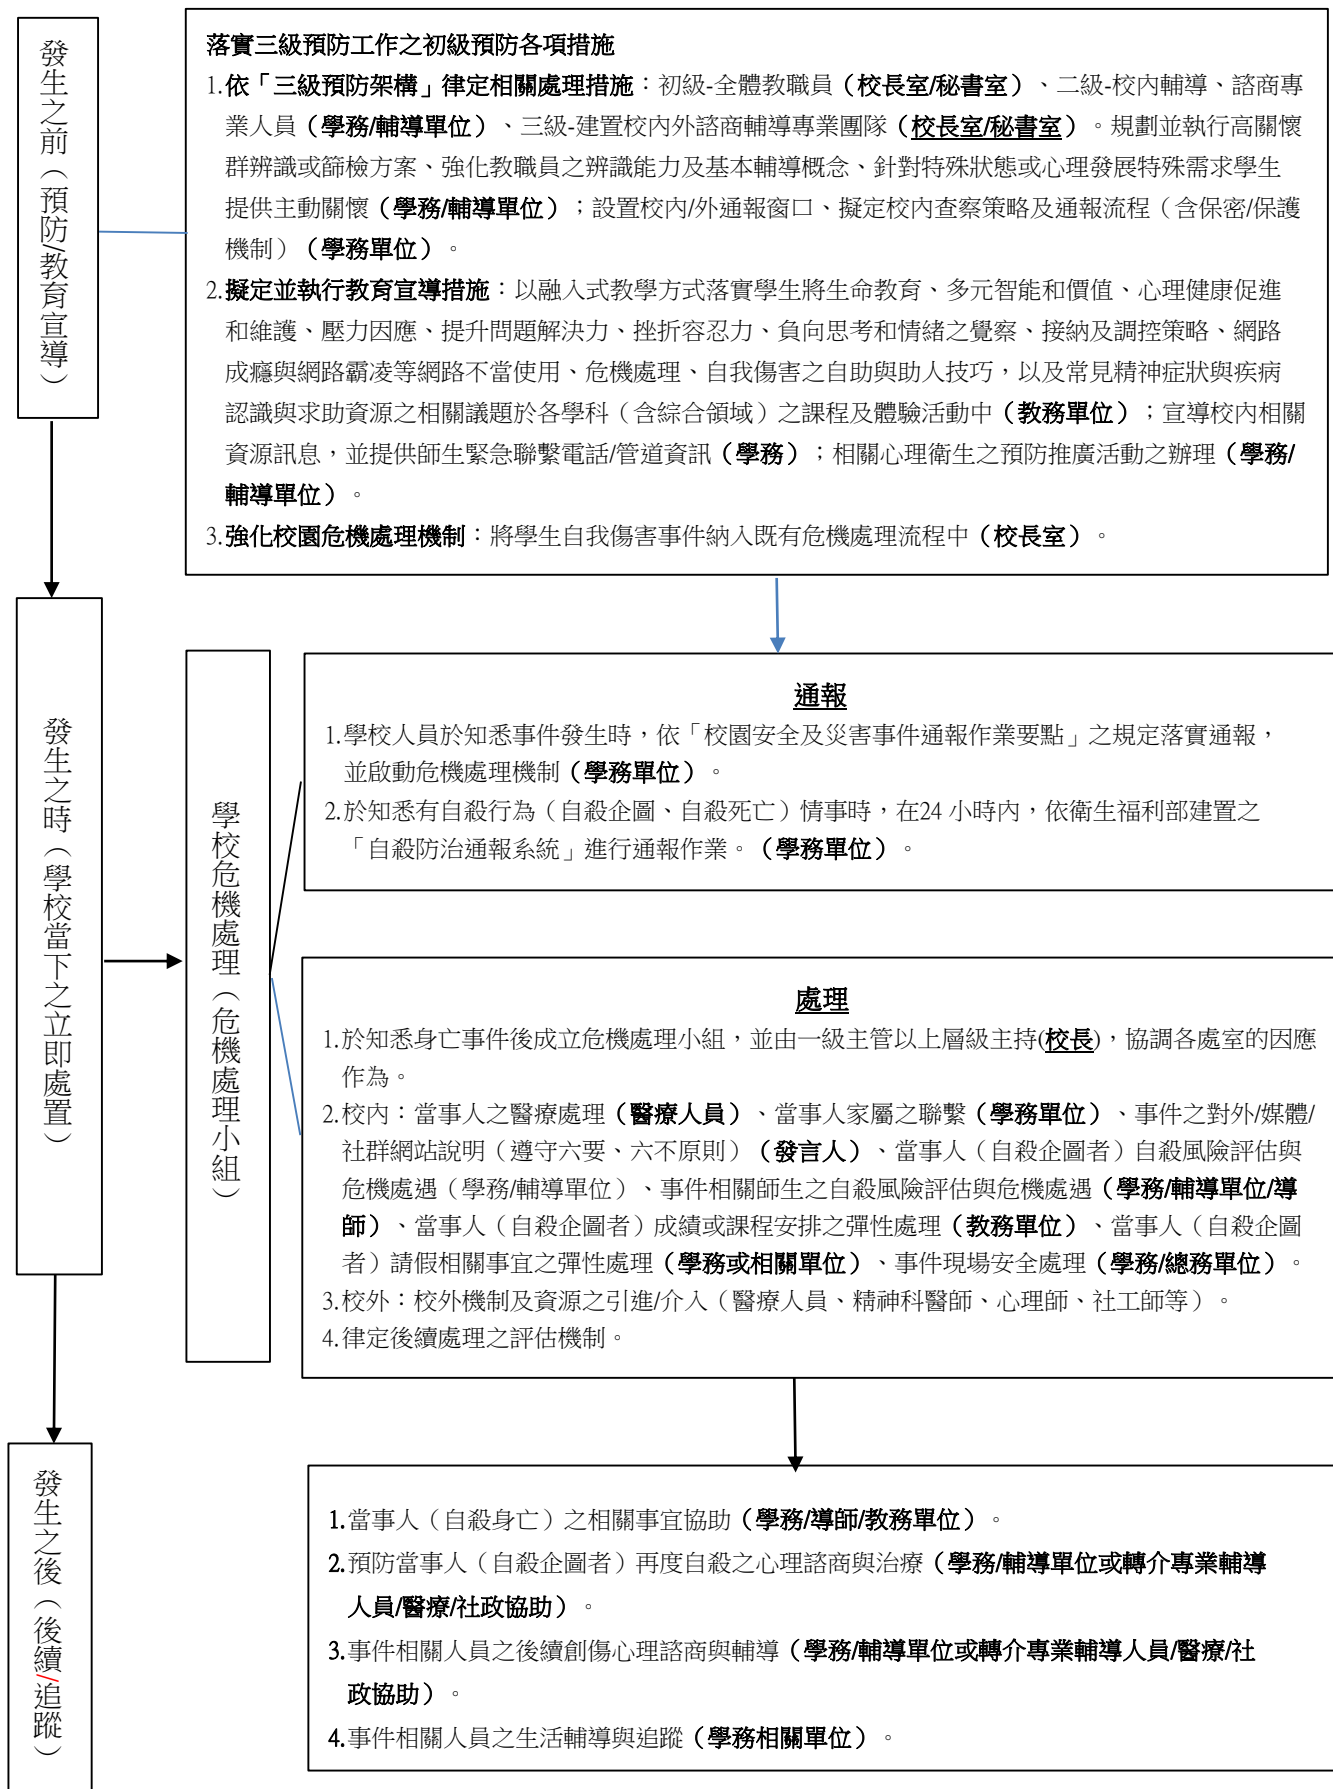 發生之前（預防/教育宣導）
落實三級預防工作之初級預防各項措施
1.依「三級預防架構」律定相關處理措施：初級-全體教職員（校長室/秘書室）、二級-校內輔導、諮商專
業人員（學務/輔導單位）、三級-建置校內外諮商輔導專業團隊（校長室/秘書室）。規劃並執行高關懷
群辨識或篩檢方案、強化教職員之辨識能力及基本輔導概念、針對特殊狀態或心理發展特殊需求學生
提供主動關懷（學務/輔導單位）；設置校內/外通報窗口、擬定校內查察策略及通報流程（含保密/保護
機制）（學務單位）。
2.擬定並執行教育宣導措施：以融入式教學方式落實學生將生命教育、多元智能和價值、心理健康促進
和維護、壓力因應、提升問題解決力、挫折容忍力、負向思考和情緒之覺察、接納及調控策略、網路
成癮與網路霸凌等網路不當使用、危機處理、自我傷害之自助與助人技巧，以及常見精神症狀與疾病
認識與求助資源之相關議題於各學科（含綜合領域）之課程及體驗活動中（教務單位）；宣導校內相關
資源訊息，並提供師生緊急聯繫電話/管道資訊（學務）；相關心理衛生之預防推廣活動之辦理（學務/
輔導單位）。
3.強化校園危機處理機制：將學生自我傷害事件納入既有危機處理流程中（校長室）。
發生之時（學校當下之立即處置）
學校危機處理（危機處理小組）
通報
1.學校人員於知悉事件發生時，依「校園安全及災害事件通報作業要點」之規定落實通報，
並啟動危機處理機制（學務單位）。
2.於知悉有自殺行為（自殺企圖、自殺死亡）情事時，在24 小時內，依衛生福利部建置之
「自殺防治通報系統」進行通報作業。（學務單位）。
處理
1.於知悉身亡事件後成立危機處理小組，並由一級主管以上層級主持(校長)，協調各處室的因應
作為。
2.校內：當事人之醫療處理（醫療人員）、當事人家屬之聯繫（學務單位）、事件之對外/媒體/
社群網站說明（遵守六要、六不原則）（發言人）、當事人（自殺企圖者）自殺風險評估與
危機處遇（學務/輔導單位）、事件相關師生之自殺風險評估與危機處遇（學務/輔導單位/導
師）、當事人（自殺企圖者）成績或課程安排之彈性處理（教務單位）、當事人（自殺企圖
者）請假相關事宜之彈性處理（學務或相關單位）、事件現場安全處理（學務/總務單位）。
3.校外：校外機制及資源之引進/介入（醫療人員、精神科醫師、心理師、社工師等）。
4.律定後續處理之評估機制。
發生之後（後續/追蹤）
1.當事人（自殺身亡）之相關事宜協助（學務/導師/教務單位）。
2.預防當事人（自殺企圖者）再度自殺之心理諮商與治療（學務/輔導單位或轉介專業輔導
人員/醫療/社政協助）。
3.事件相關人員之後續創傷心理諮商與輔導（學務/輔導單位或轉介專業輔導人員/醫療/社
政協助）。
4.事件相關人員之生活輔導與追蹤（學務相關單位）。